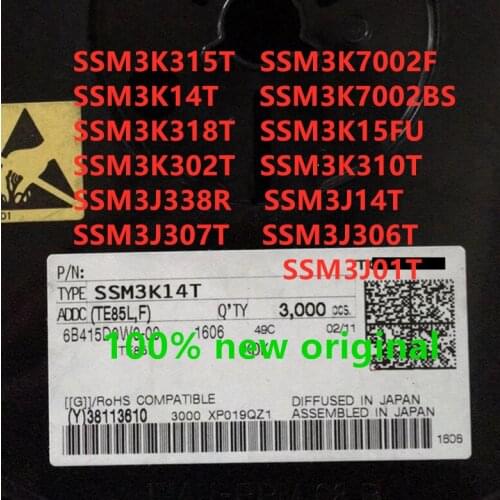 SSM3K315T SSM3K7002F
SSM3K14T SSM3K7002BS
SSM3K318T SSM3K15FU
SSM3K302T SSM3K310T
SSM3J338R SSM3J14T
SSM3J307T SSM3J306T
SSM3J01T
P/N:
TYPE SSM3K14T
ADDC (TE85L,F) Q'TY 3,000 pcs.
1606 49C 02/11
100% new original
[[G]]/RoHS COMPATIBLE DIFFUSED IN JAPAN
(Y)38113610 3000 XP019QZ1 ASSEMBLED IN JAPAN
1606